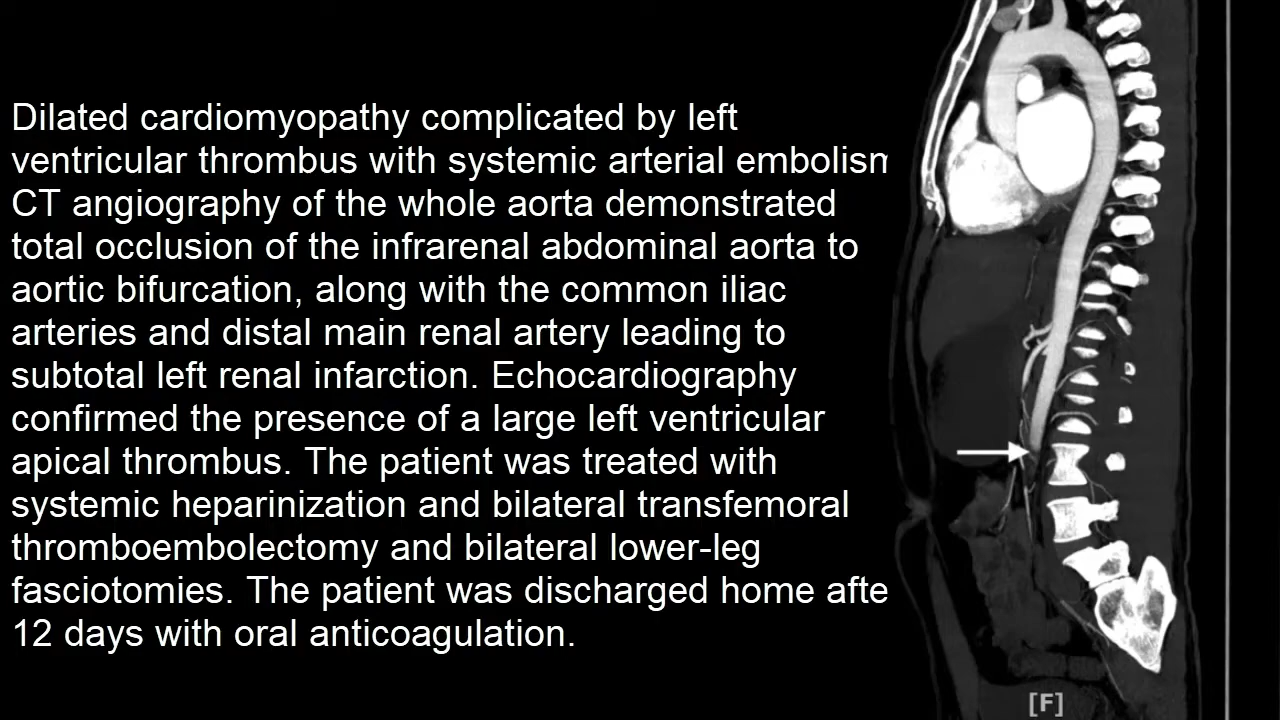 Dilated cardiomyopathy complicated by left
ventricular thrombus with systemic arterial embolism
CT angiography of the whole aorta demonstrated
total occlusion of the infrarenal abdominal aorta to
aortic bifurcation, along with the common iliac
arteries and distal main renal artery leading to
subtotal left renal infarction. Echocardiography
confirmed the presence of a large left ventricular
apical thrombus. The patient was treated with
systemic heparinization and bilateral transfemoral
thromboembolectomy and bilateral lower-leg
fasciotomies. The patient was discharged home afte
12 days with oral anticoagulation.
[F]